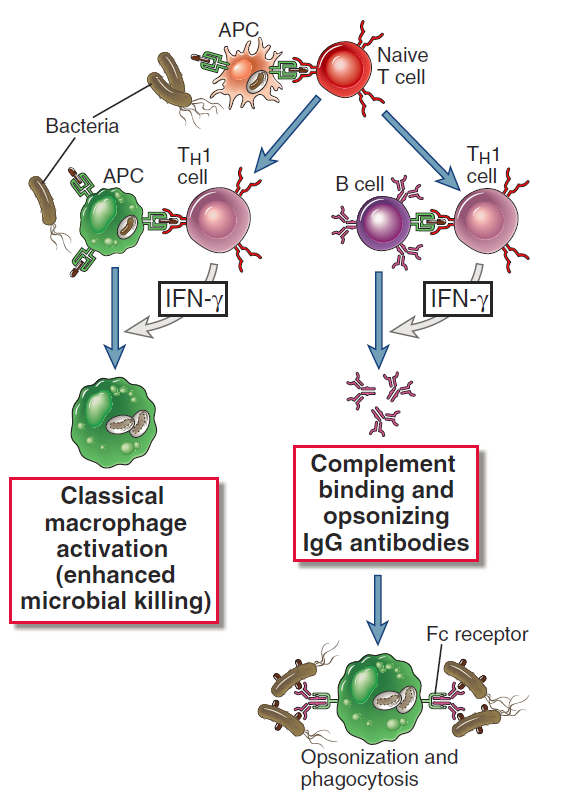 APC
Naive
T cell
Bacteria
APC
TH1
cell
B cell
TH1
cell
IFN-γ
IFN-γ
Classical
macrophage
activation
(enhanced
microbial killing)
Complement
binding and
opsonizing
IgG antibodies
Fc receptor
Opsonization and
phagocytosis